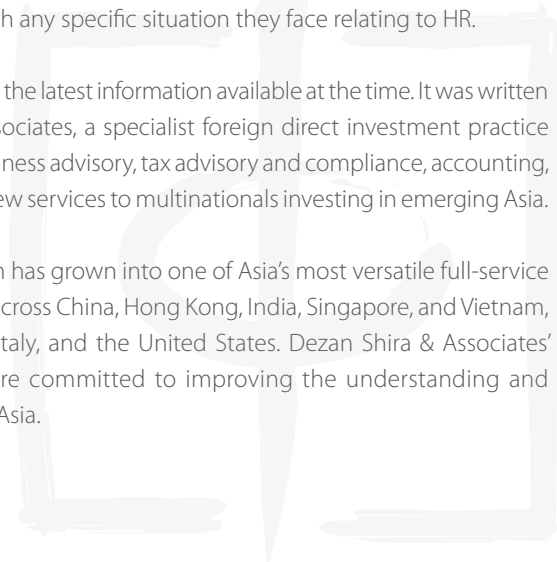 h any specific situation they face relating to HR.
the latest information available at the time. It was written
sociates, a specialist foreign direct investment practice
ness advisory, tax advisory and compliance, accounting,
ew services to multinationals investing in emerging Asia.
n has grown into one of Asia's most versatile full-service
cross China, Hong Kong, India, Singapore, and Vietnam,
taly, and the United States. Dezan Shira & Associates'
re committed to improving the understanding and
Asia.